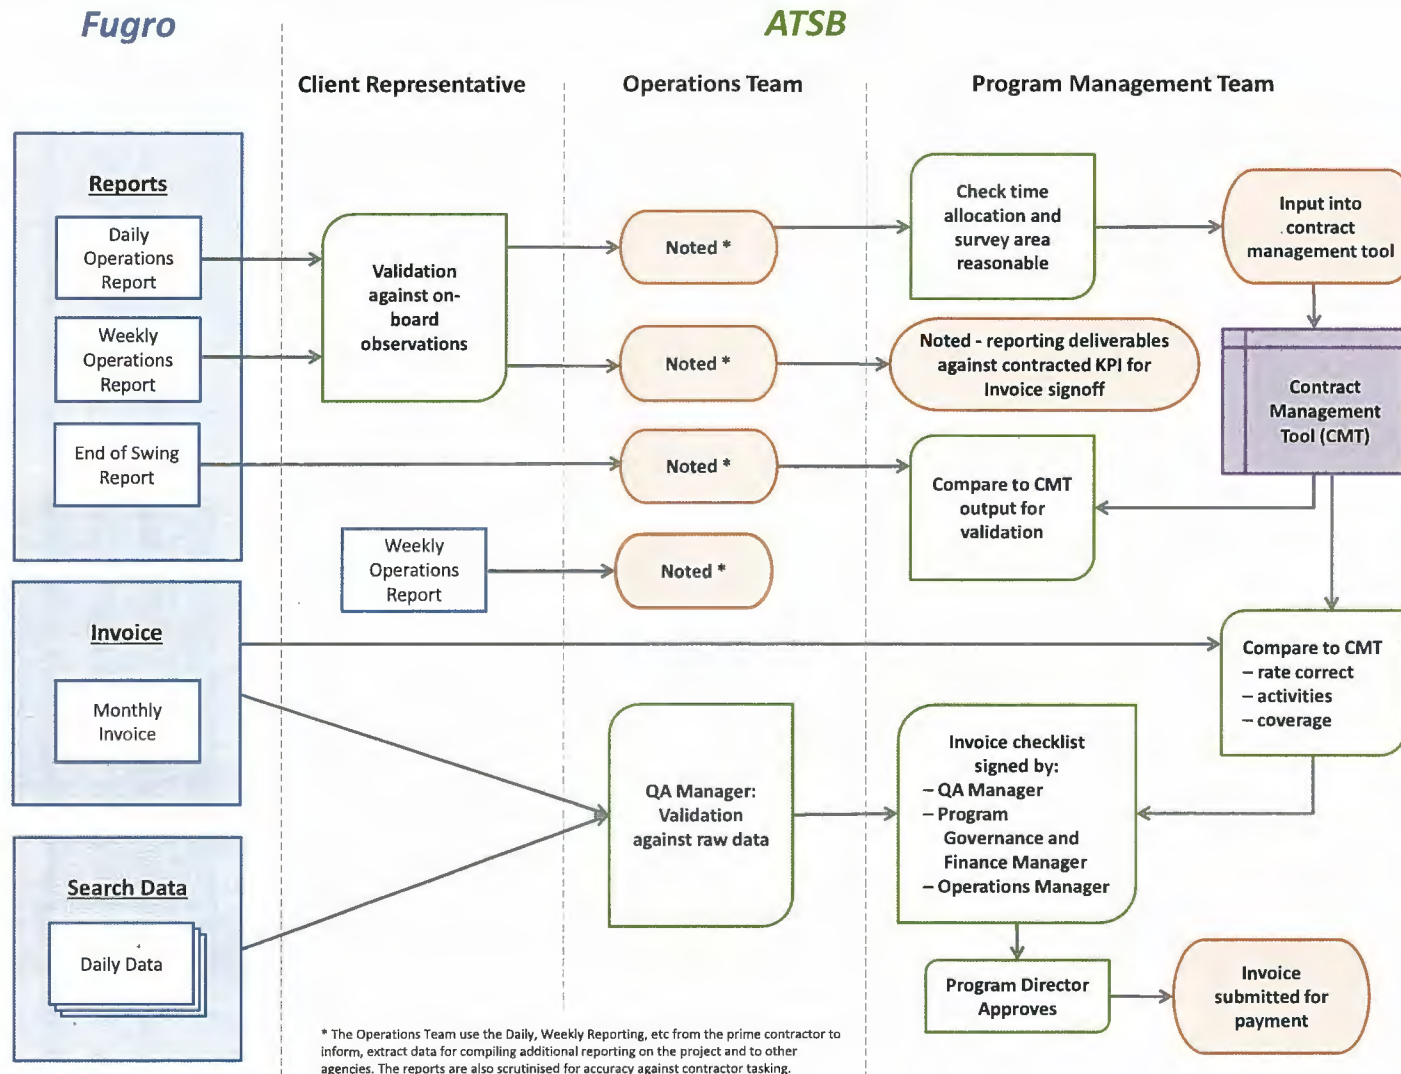 Fugro
ATSB
Client Representative
Operations Team
Program Management Team
Reports
Daily
Operations
Report
Weekly
Operations
Report
End of Swing
Report
Validation
against on-
board
observations
Noted *
Noted *
Noted *
Weekly
Operations
Report
Noted *
Check time
allocation and
survey area
reasonable
Input into
contract
management tool
Noted - reporting deliverables
against contracted KPI for
Invoice signoff
Contract
Management
Tool (CMT)
Compare to CMT
output for
validation
Invoice
Monthly
Invoice
Compare to CMT
– rate correct
– activities
– coverage
QA Manager:
Validation
against raw data
Invoice checklist
signed by:
– QA Manager
– Program
Governance and
Finance Manager
– Operations Manager
Search Data
Daily Data
Program Director
Approves
Invoice
submitted for
payment
* The Operations Team use the Daily, Weekly Reporting, etc from the prime contractor to
inform, extract data for compiling additional reporting on the project and to other
agencies. The reports are also scrutinised for accuracy against contractor tasking.